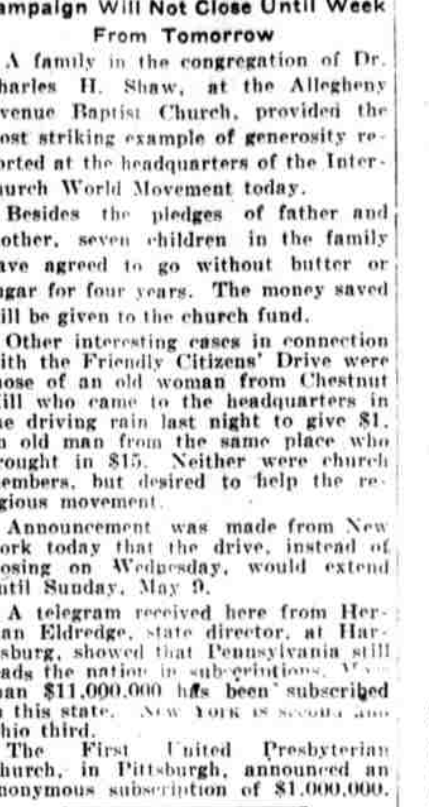 ampaign Will Not Close Until Week
From Tomorrow
A family in the congregation of Dr.
harles H. Shaw, at the Allegheny
venue Baptist Church, provided the
ost striking example of generosity re-
orted at the headquarters of the Inter-
hurch World Movement today.
Besides the pledges of father and
other, seven children in the family
ave agreed to go without butter or
ugar for four years. The money saved
ill be given to the church fund.
Other interesting cases in connection
ith the Friendly Citizens' Drive were
hose of an old woman from Chestnut
ill who came to the headquarters in
he driving rain last night to give $1,
n old man from the same place who
rought in $15. Neither were church
embers, but desired to help the re-
igious movement.
Announcement was made from New
ork today that the drive, instead of
osing on Wednesday, would extend
ntil Sunday, May 9.
A telegram received here from Her-
an Eldredge, state director, at Har-
sburg, showed that Pennsylvania still
ads the nation in subscriptions.
an $11,000,000 has been subscribed
n this state. New York is second and
hio third.
The First United Presbyterian
hurch, in Pittsburgh, announced an
nonymous subscription of $1,000,000.